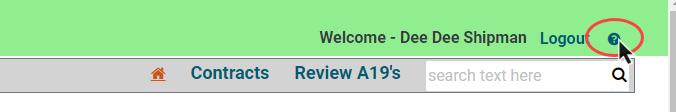 Welcome - Dee Dee Shipman Logout ?
Contracts Review A19's search text here